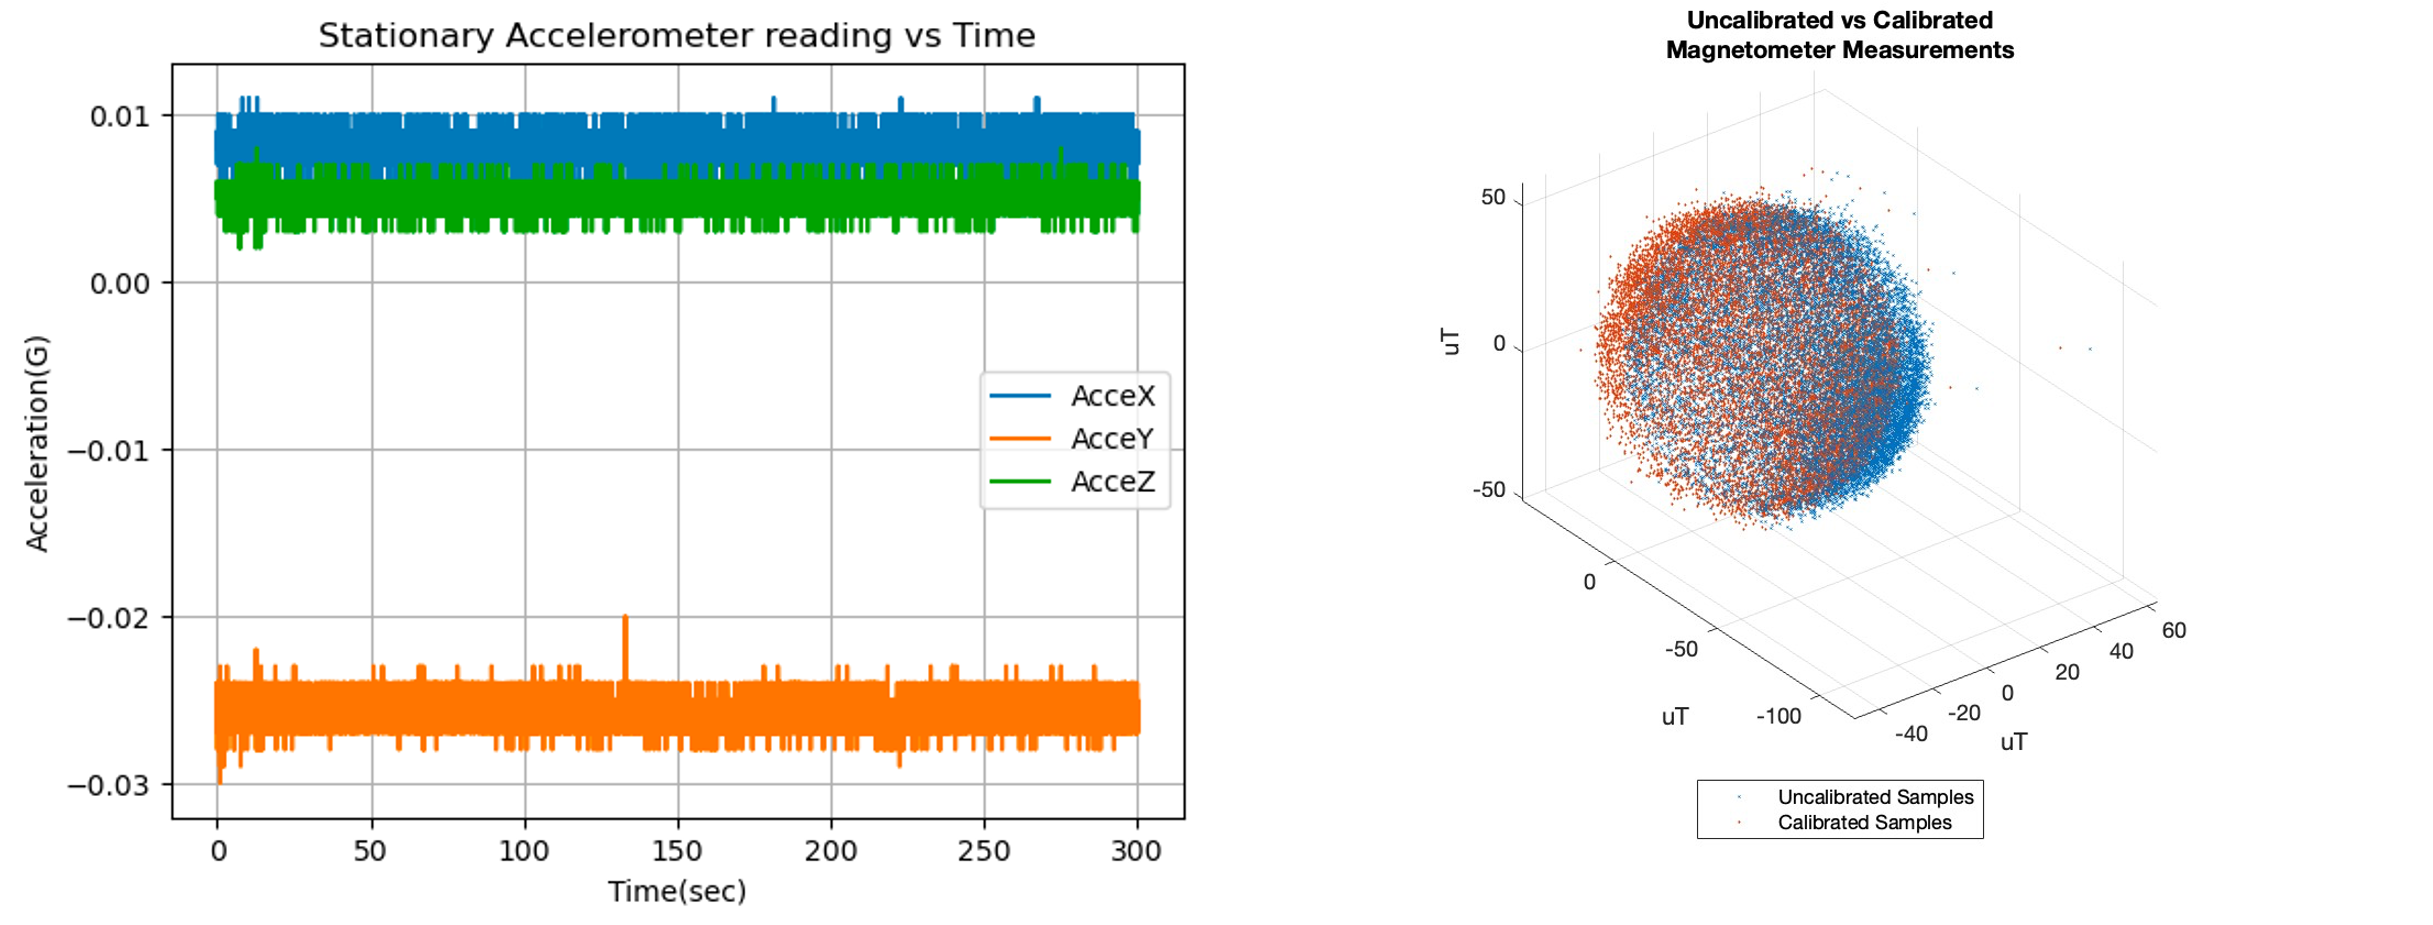 Stationary Accelerometer reading vs Time
0.01
0.00
−0.01
−0.02
−0.03
Acceleration(G)
AcceX
AcceY
AcceZ
0 50 100 150 200 250 300
Time(sec)
Uncalibrated vs Calibrated
Magnetometer Measurements
50
0
-50
uT
0
-50
-100
uT
-40
-20
0
20
40
60
uT
Uncalibrated Samples
Calibrated Samples